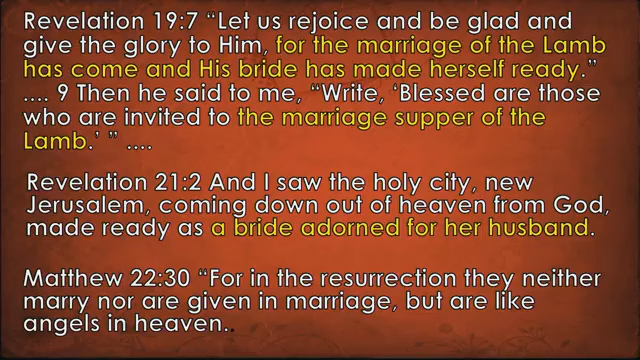 Revelation 19:7 “Let us rejoice and be glad and
give the glory to Him, for the marriage of the Lamb
has come and His bride has made herself ready.”
.... 9 Then he said to me, “Write, ‘Blessed are those
who are invited to the marriage supper of the
Lamb.’ ” ....
Revelation 21:2 And I saw the holy city, new
Jerusalem, coming down out of heaven from God,
made ready as a bride adorned for her husband.
Matthew 22:30 “For in the resurrection they neither
marry nor are given in marriage, but are like
angels in heaven.